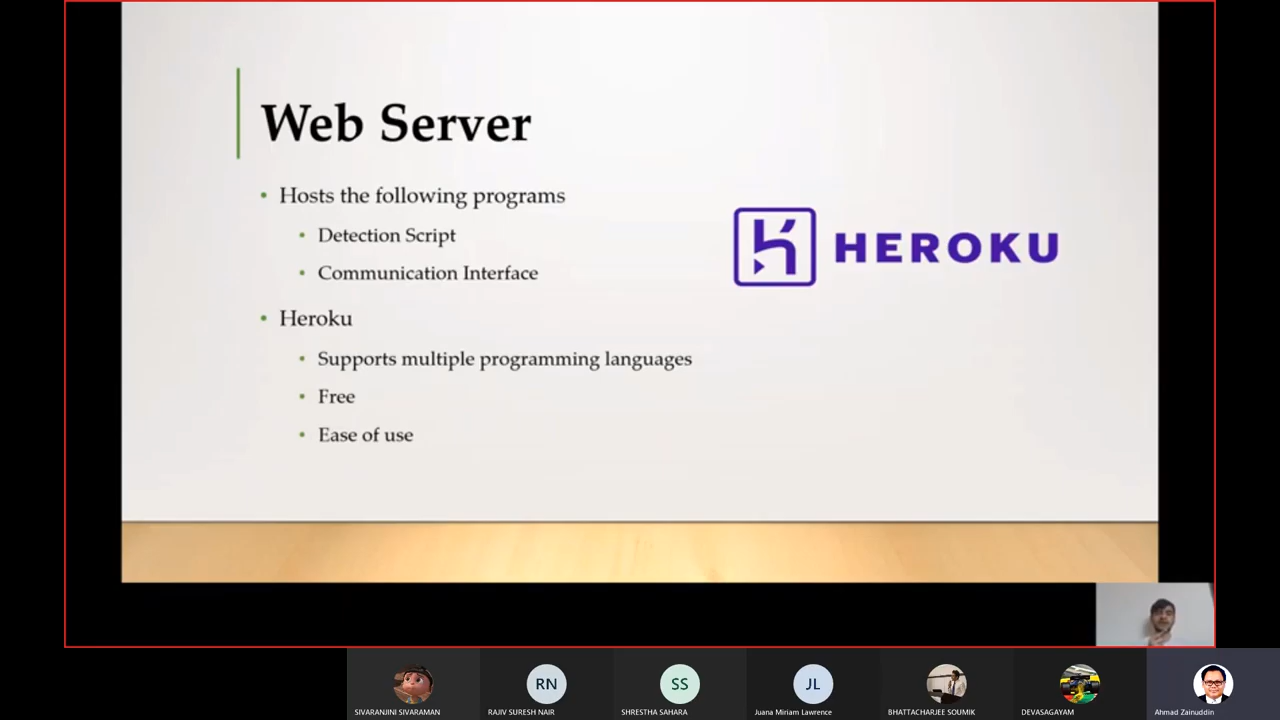 Web Server
• Hosts the following programs
• Detection Script
• Communication Interface
• Heroku
• Supports multiple programming languages
• Free
• Ease of use
HEROKU
RN
SS
JL
SIVARANJINI SIVARAMAN
RAJIV SURESH NAIR
SHRESTHA SAHARA
Juana Miriam Lawrence
BHATTACHARJEE SOUMIK
DEVASAGAYAM
Ahmad Zainuddin